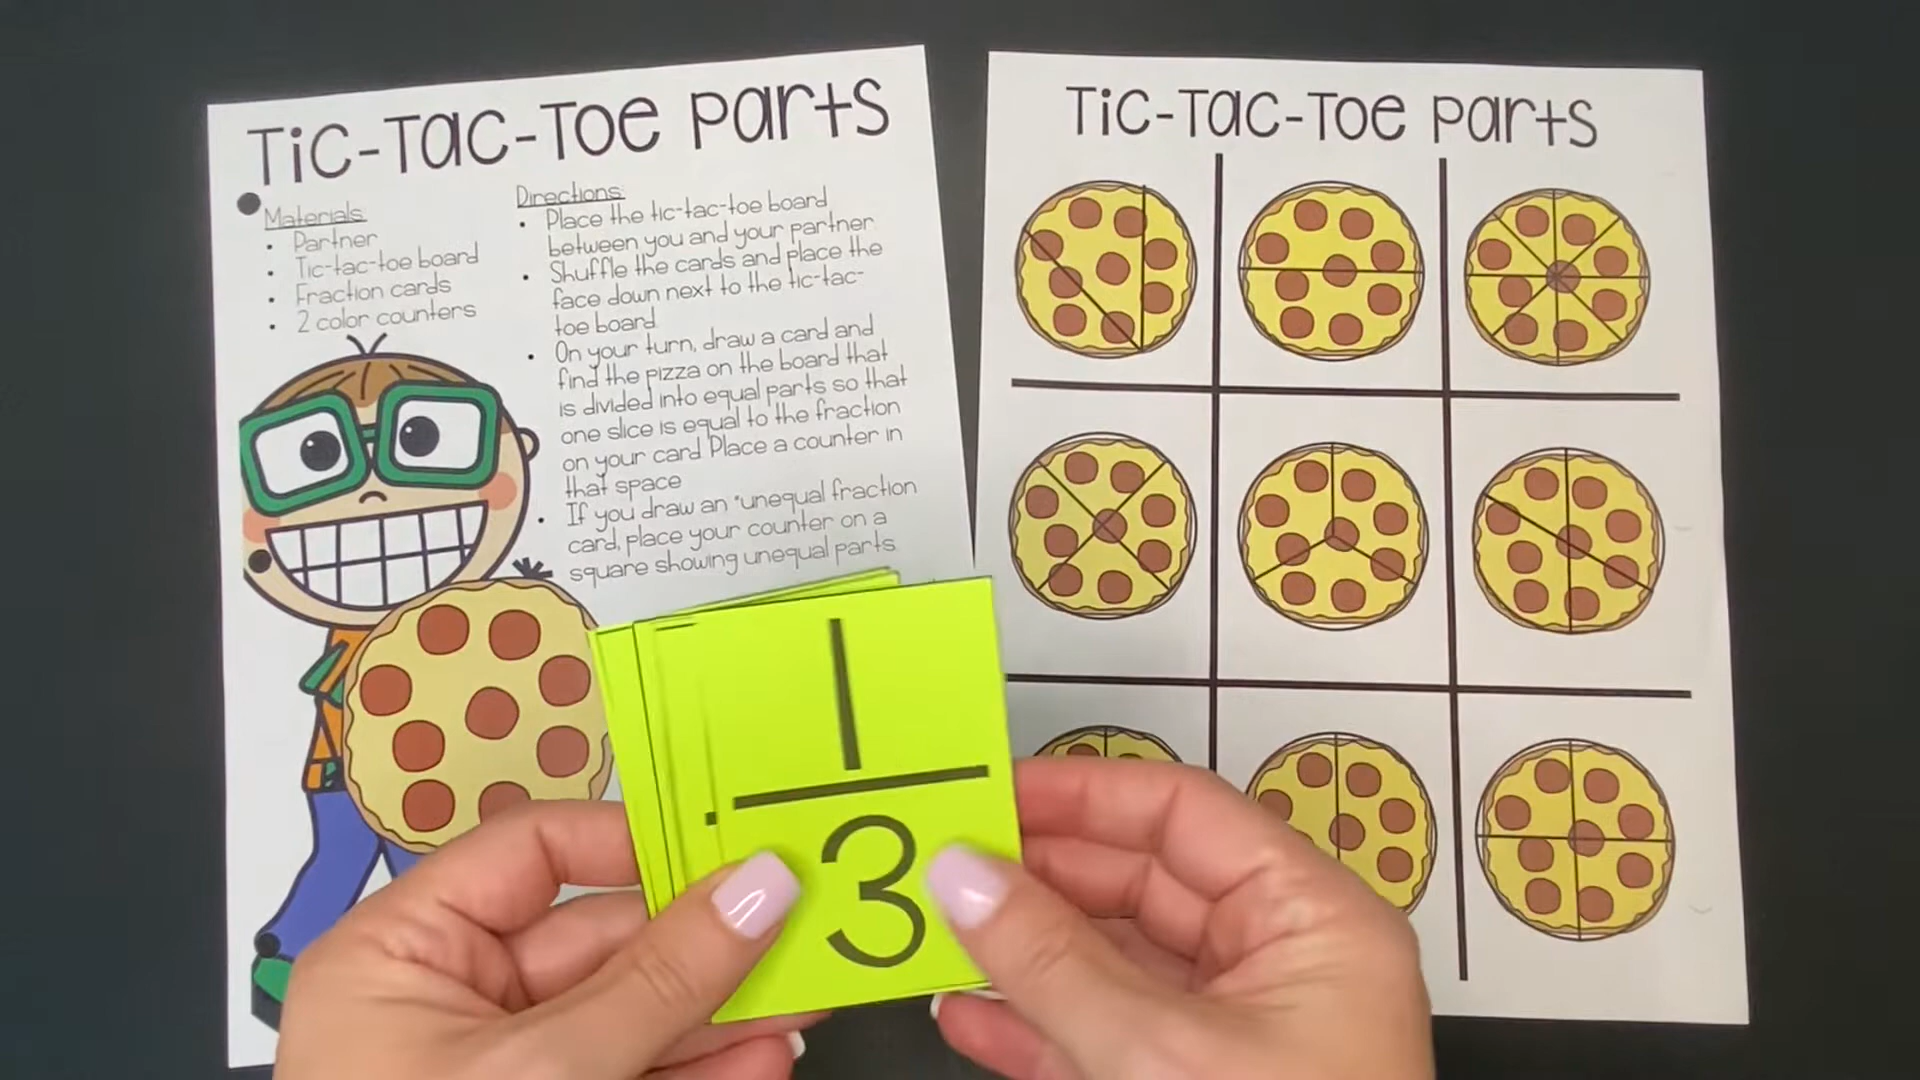 Tic-Tac-Toe Parts
Materials:
• Partner
• Tic-tac-toe board
• Fraction cards
• 2 color counters
Directions:
• Place the tic-tac-toe board
between you and your partner.
• Shuffle the cards and place the
face down next to the tic-tac-
toe board.
• On your turn, draw a card and
find the pizza on the board that
is divided into equal parts so that
one slice is equal to the fraction
on your card. Place a counter in
that space.
• If you draw an "unequal fraction
card, place your counter on a
square showing unequal parts.
Tic-Tac-Toe Parts
1
3